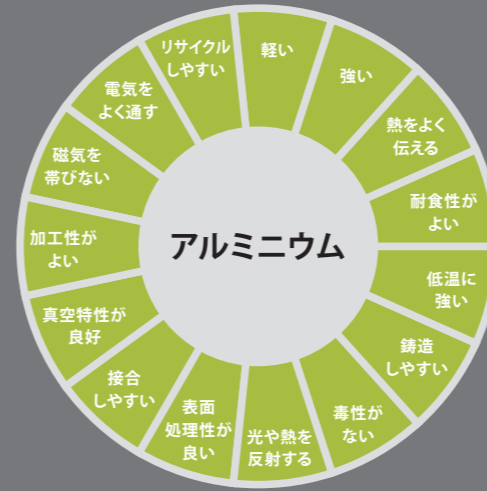 軽い
強い
熱をよく
伝える
耐食性が
よい
低温に
強い
鋳造
しやすい
毒性が
ない
光や熱を
反射する
表面
処理性が
良い
接合
しやすい
真空特性が
良好
加工性が
よい
磁気を
帯びない
電気を
よく通す
リサイクル
しやすい
アルミニウム